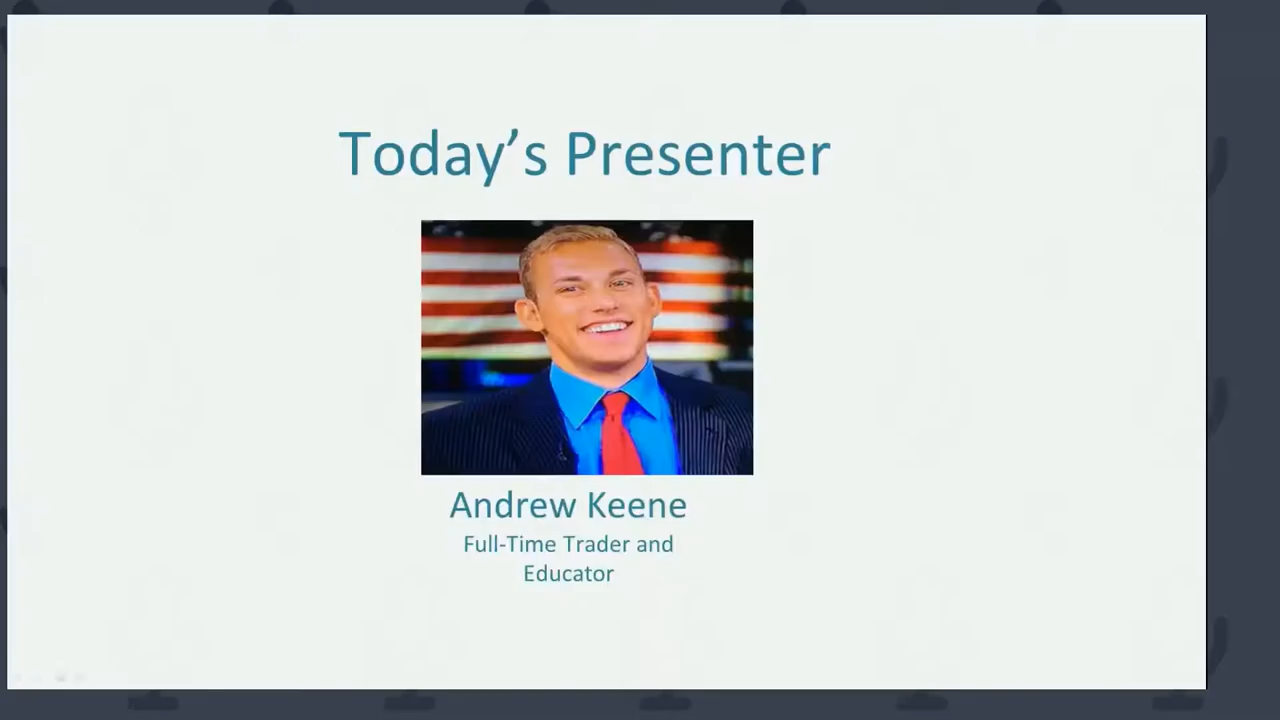 Today’s Presenter
Andrew Keene
Full-Time Trader and
Educator